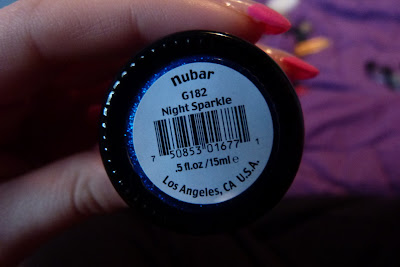 nubar
G182
Night Sparkle
7 50853 01677 1
.5 fl.oz /15ml ℮
Los Angeles, CA U.S.A.